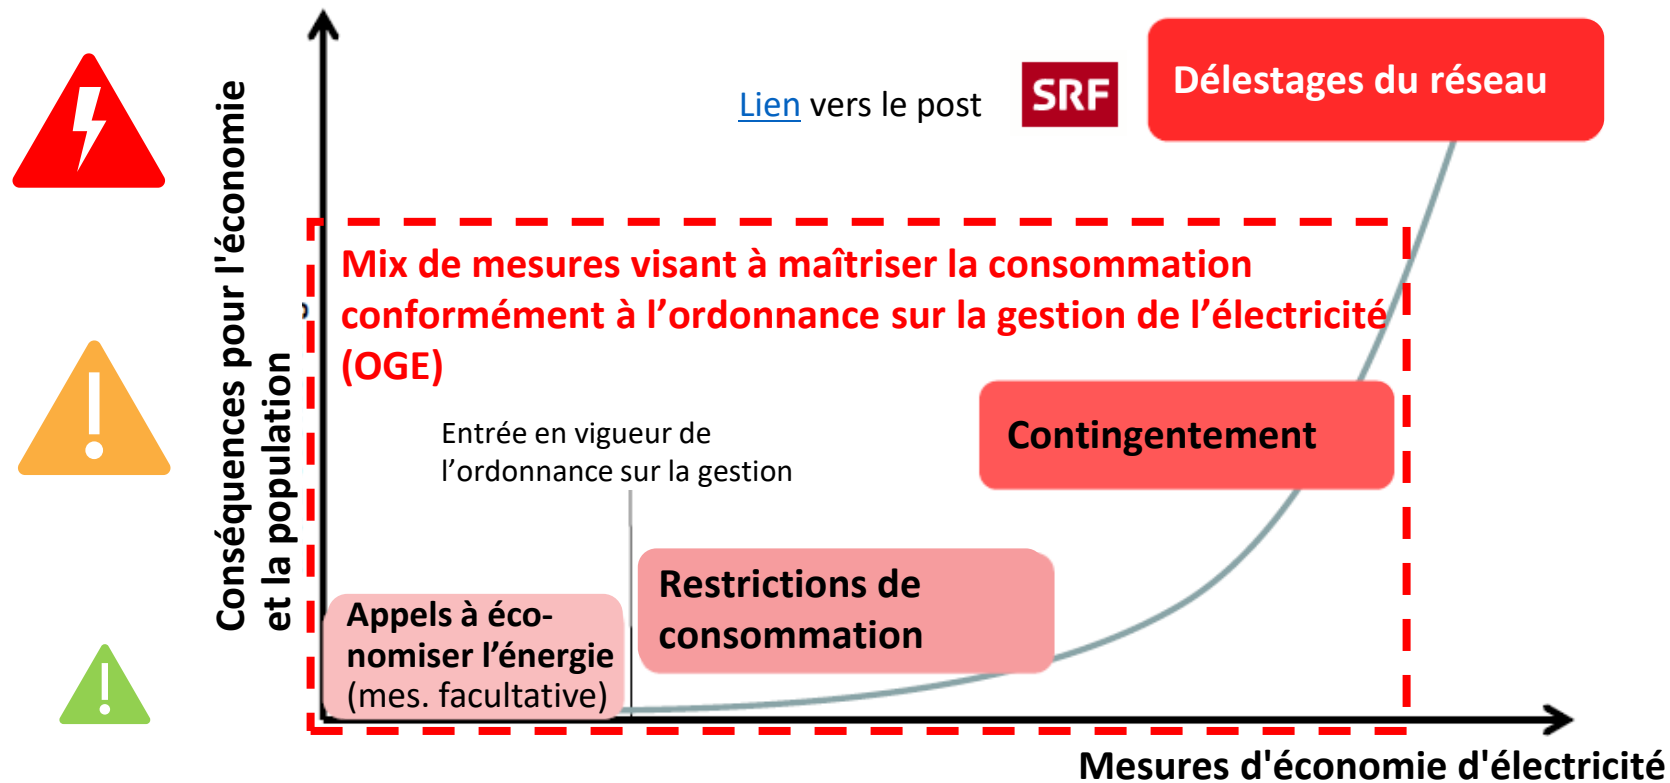 Conséquences pour l'économie
et la population
Lien vers le post
SRF
Délestages du réseau
Mix de mesures visant à maîtriser la consommation
conformément à l’ordonnance sur la gestion de l’électricité
(OGE)
Entrée en vigueur de
l’ordonnance sur la gestion
Contingentement
Restrictions de
consommation
Appels à éco-
nomiser l’énergie
(mes. facultative)
Mesures d'économie d'électricité